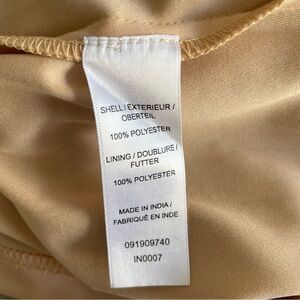 SHELL / EXTERIEUR /
OBERTEIL
100% POLYESTER
LINING / DOUBLURE /
FUTTER
100% POLYESTER
MADE IN INDIA /
FABRIQUÉ EN INDE
091909740
IN0007